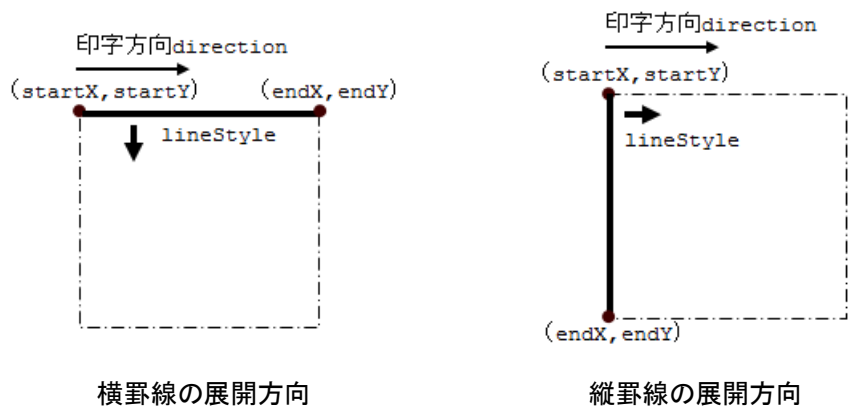 印字方向direction
(startX,startY)
(endX,endY)
lineStyle
横罫線の展開方向
印字方向direction
(startX,startY)
lineStyle
(endX,endY)
縦罫線の展開方向